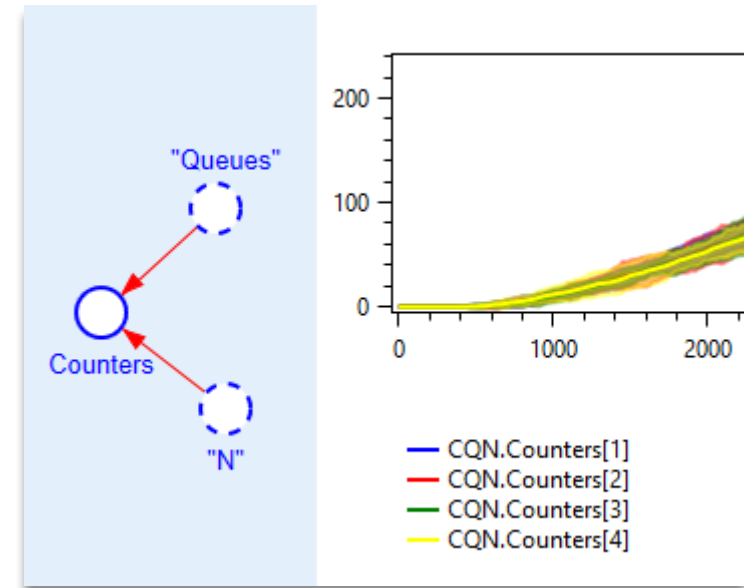 "Queues"
Counters
"N"
200
100
0
0 1000 2000
CQN.Counters[1]
CQN.Counters[2]
CQN.Counters[3]
CQN.Counters[4]